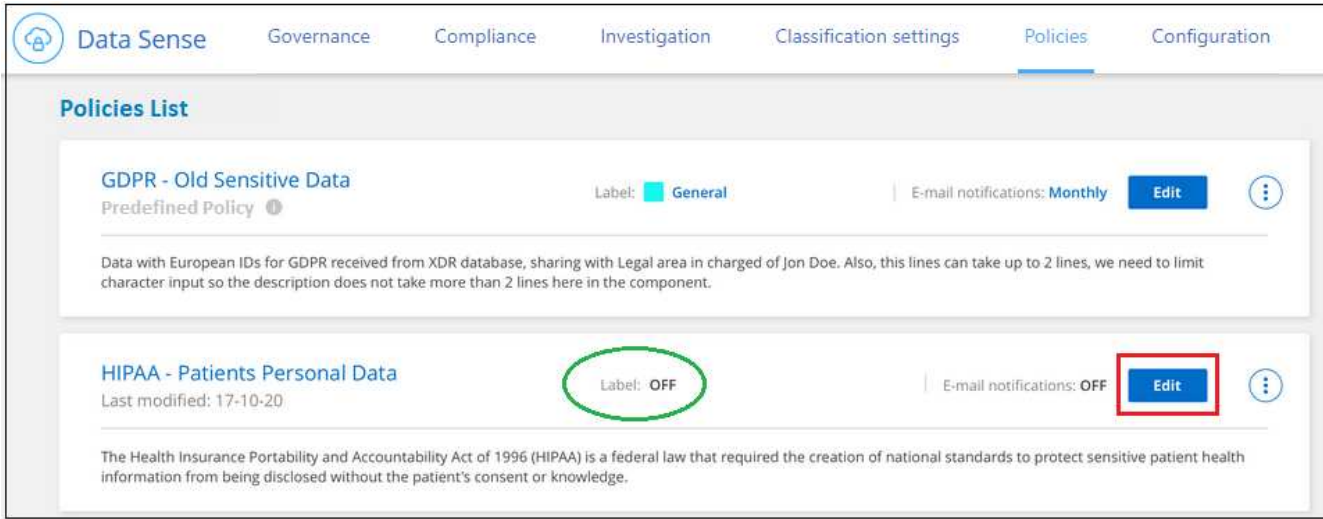 Data Sense Governance Compliance Investigation Classification settings Policies Configuration
Policies List
GDPR - Old Sensitive Data
Label: General E-mail notifications: Monthly Edit
Predefined Policy
Data with European IDs for GDPR received from XDR database, sharing with Legal area in charged of Jon Doe. Also, this lines can take up to 2 lines, we need to limit
character input so the description does not take more than 2 lines here in the component.
HIPAA - Patients Personal Data
Label: OFF E-mail notifications: OFF Edit
Last modified: 17-10-20
The Health Insurance Portability and Accountability Act of 1996 (HIPAA) is a federal law that required the creation of national standards to protect sensitive patient health
information from being disclosed without the patient's consent or knowledge.